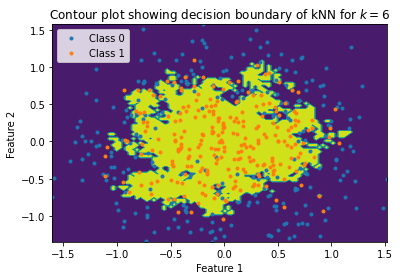 Contour plot showing decision boundary of kNN for k = 6
Class 0
Class 1
1.5
1.0
0.5
0.0
−0.5
−1.0
Feature 2
−1.5
−1.0
−0.5
0.0
0.5
1.0
1.5
Feature 1